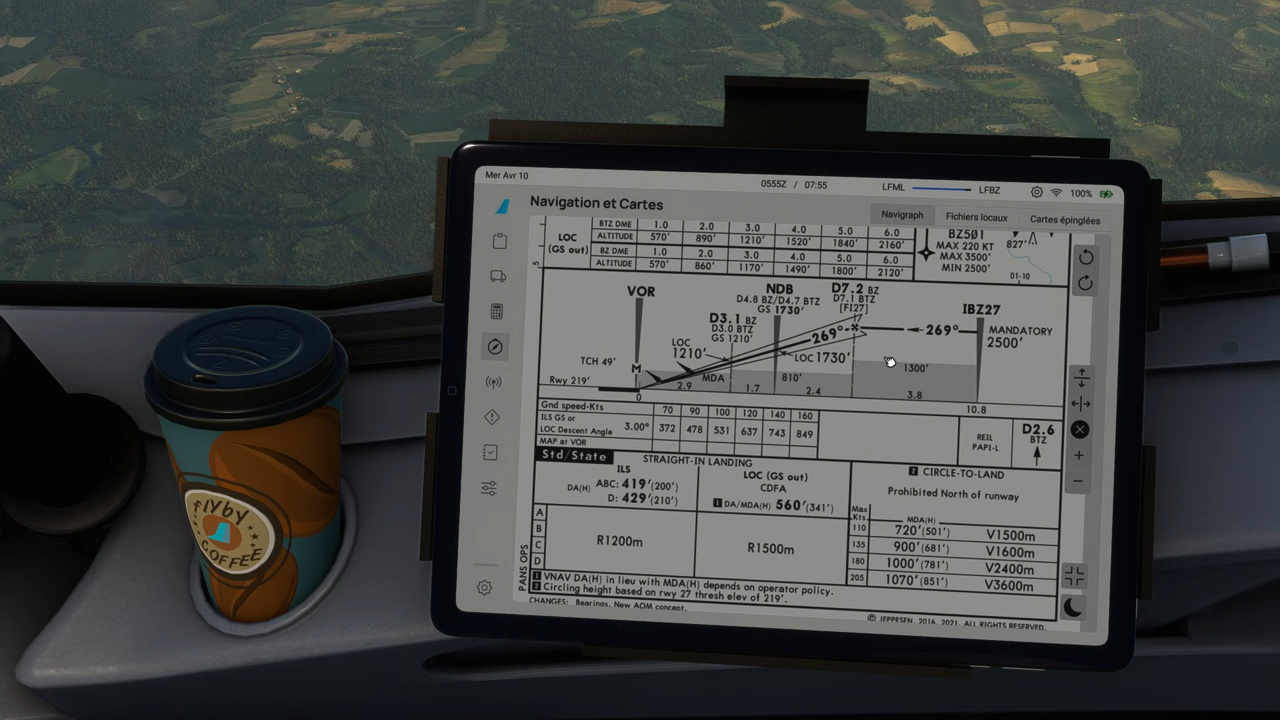 Mer Avr 10
0555Z / 07:55
LFML
LFBZ
100%
Navigation et Cartes
Navigraph
Fichiers locaux
Cartes épinglées
LOC
(GS out)
BTZ DME 1.0 2.0 3.0 4.0 5.0 6.0
ALTITUDE 570' 890' 1210' 1520' 1840' 2160'
BZ DME 1.0 2.0 3.0 4.0 5.0 6.0
ALTITUDE 570' 860' 1170' 1490' 1800' 2120'
BZ501
MAX 220 KT
MAX 3500'
MIN 2500'
827'
01-10
5
VOR
NDB
D4.8 BZ/D4.7 BTZ
GS 1730'
D7.2 BZ
D7.1 BTZ
[FI27]
IBZ27
D3.1 BZ
D3.0 BTZ
GS 1210'
269°
269°
MANDATORY
2500'
LOC
1210'
LOC 1730'
TCH 49'
M
MDA
810'
1300'
Rwy 219'
2.9
1.7
2.4
3.8
0
10.8
Gnd speed-Kts 70 90 100 120 140 160
ILS GS or
LOC Descent Angle 3.00° 372 478 531 637 743 849
MAP at VOR
REIL
PAPI-L
D2.6
BTZ
Std/State
STRAIGHT-IN LANDING
ILS
DA(H)
ABC: 419'(200')
D: 429'(210')
LOC (GS out)
CDFA
1 DA/MDA(H) 560'(341')
2 CIRCLE-TO-LAND
Prohibited North of runway
Max
Kts
MDA(H)
110 720'(501') V1500m
135 900'(681') V1600m
180 1000'(781') V2400m
205 1070'(851') V3600m
A
B
C
D
R1200m
R1500m
PANS OPS
1 VNAV DA(H) in lieu with MDA(H) depends on operator policy.
2 Circling height based on rwy 27 thresh elev of 219'.
CHANGES: Bearings. New AOM concept.
© JEPPESEN, 2016, 2021. ALL RIGHTS RESERVED.
flyby
COFFEE